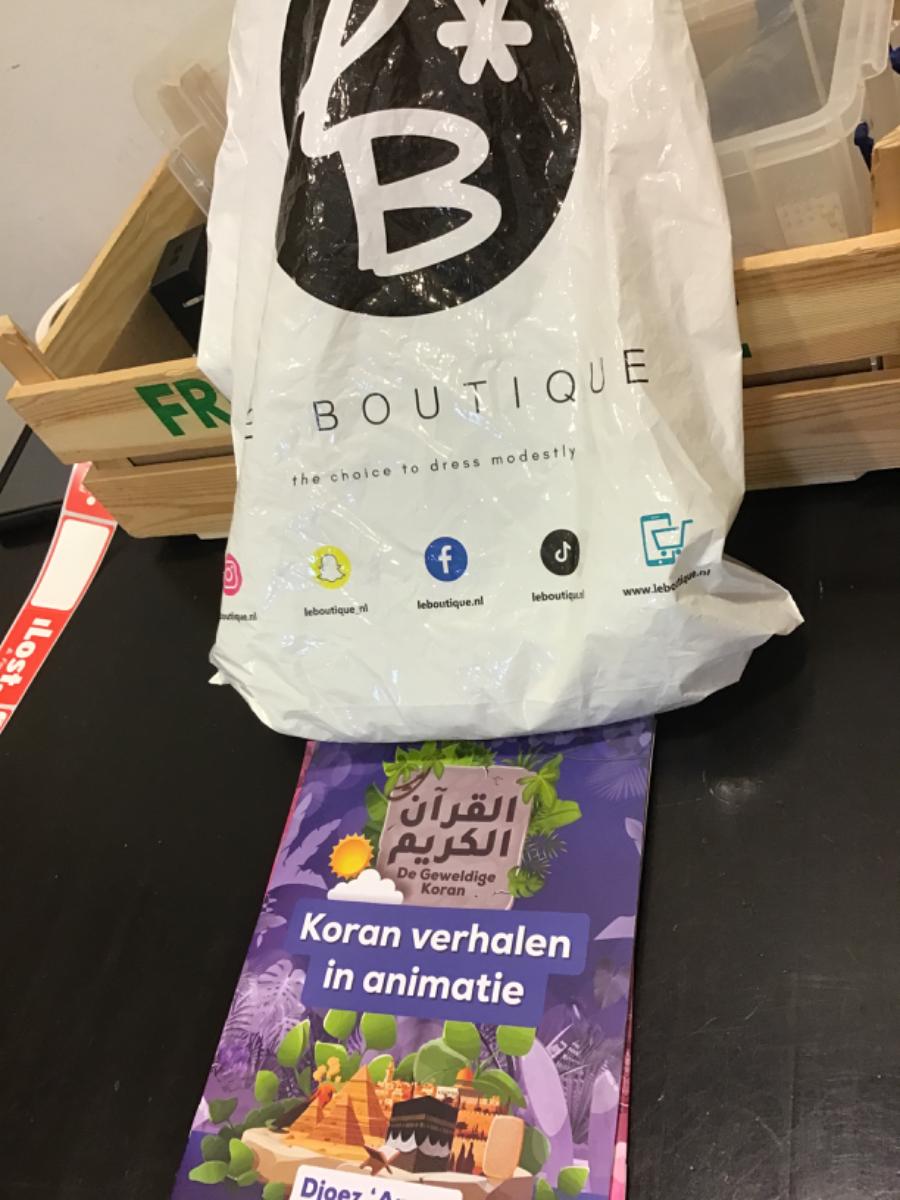 B
FR
BOUTIQUE
the choice to dress modestly
leboutique_nl
leboutique.nl
iLost
القرآن
الكريم
De Geweldige
Koran
Koran verhalen
in animatie